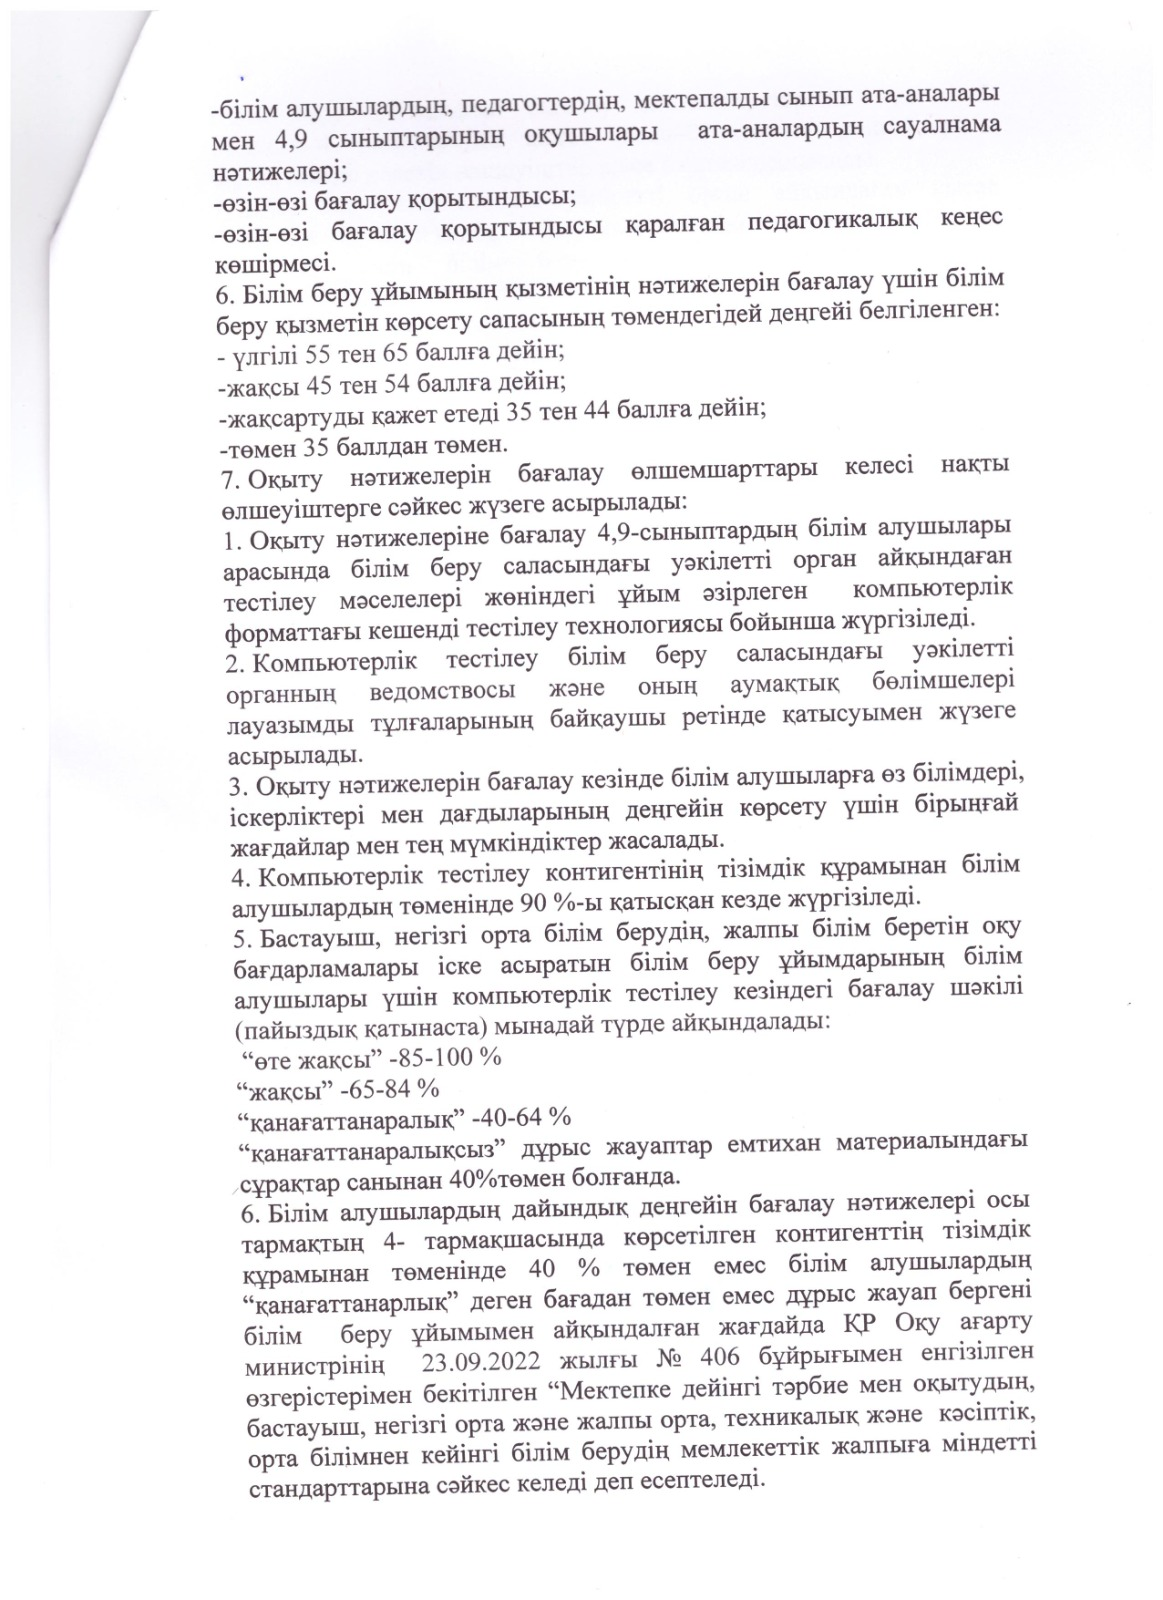 -білім алушылардың, педагогтердің, мектепалды сынып ата-аналары
мен 4,9 сыныптарының оқушылары ата-аналардың сауалнама
нәтижелері;
-өзін-өзі бағалау қорытындысы;
-өзін-өзі бағалау қорытындысы қаралған педагогикалық кеңес
көшірмесі.
6. Білім беру ұйымының қызметінің нәтижелерін бағалау үшін білім
беру қызметін көрсету сапасының төмендегідей деңгейі белгіленген:
- үлгілі 55 тен 65 баллға дейін;
-жақсы 45 тен 54 баллға дейін;
-жақсартуды қажет етеді 35 тен 44 баллға дейін;
-төмен 35 баллдан төмен.
7. Оқыту нәтижелерін бағалау өлшемшарттары келесі нақты
өлшеуіштерге сәйкес жүзеге асырылады:
1. Оқыту нәтижелеріне бағалау 4,9-сыныптардың білім алушылары
арасында білім беру саласындағы уәкілетті орган айқындаған
тестілеу мәселелері жөніндегі ұйым әзірлеген компьютерлік
форматтағы кешенді тестілеу технологиясы бойынша жүргізіледі.
2. Компьютерлік тестілеу білім беру саласындағы уәкілетті
органның ведомствосы және оның аумақтық бөлімшелері
лауазымды тұлғаларының байқаушы ретінде қатысуымен жүзеге
асырылады.
3. Оқыту нәтижелерін бағалау кезінде білім алушыларға өз білімдері,
іскерліктері мен дағдыларының деңгейін көрсету үшін бірыңғай
жағдайлар мен тең мүмкіндіктер жасалады.
4. Компьютерлік тестілеу контигентінің тізімдік құрамынан білім
алушылардың төменінде 90 %-ы қатысқан кезде жүргізіледі.
5. Бастауыш, негізгі орта білім берудің, жалпы білім беретін оқу
бағдарламалары іске асыратын білім беру ұйымдарының білім
алушылары үшін компьютерлік тестілеу кезіндегі бағалау шәкілі
(пайыздық қатынаста) мынадай түрде айқындалады:
“өте жақсы” -85-100 %
“жақсы” -65-84 %
“қанағаттанаралық” -40-64 %
“қанағаттанаралықсыз” дұрыс жауаптар емтихан материалындағы
сұрақтар санынан 40%төмен болғанда.
6. Білім алушылардың дайындық деңгейін бағалау нәтижелері осы
тармақтың 4- тармақшасында көрсетілген контигенттің тізімдік
құрамынан төменінде 40 % төмен емес білім алушылардың
“қанағаттанарлық” деген бағадан төмен емес дұрыс жауап бергені
білім беру ұйымымен айқындалған жағдайда ҚР Оқу ағарту
министрінің 23.09.2022 жылғы № 406 бұйрығымен енгізілген
өзгерістерімен бекітілген “Мектепке дейінгі тәрбие мен оқытудың,
бастауыш, негізгі орта және жалпы орта, техникалық және кәсіптік,
орта білімнен кейінгі білім берудің мемлекеттік жалпыға міндетті
стандарттарына сәйкес келеді деп есептеледі.